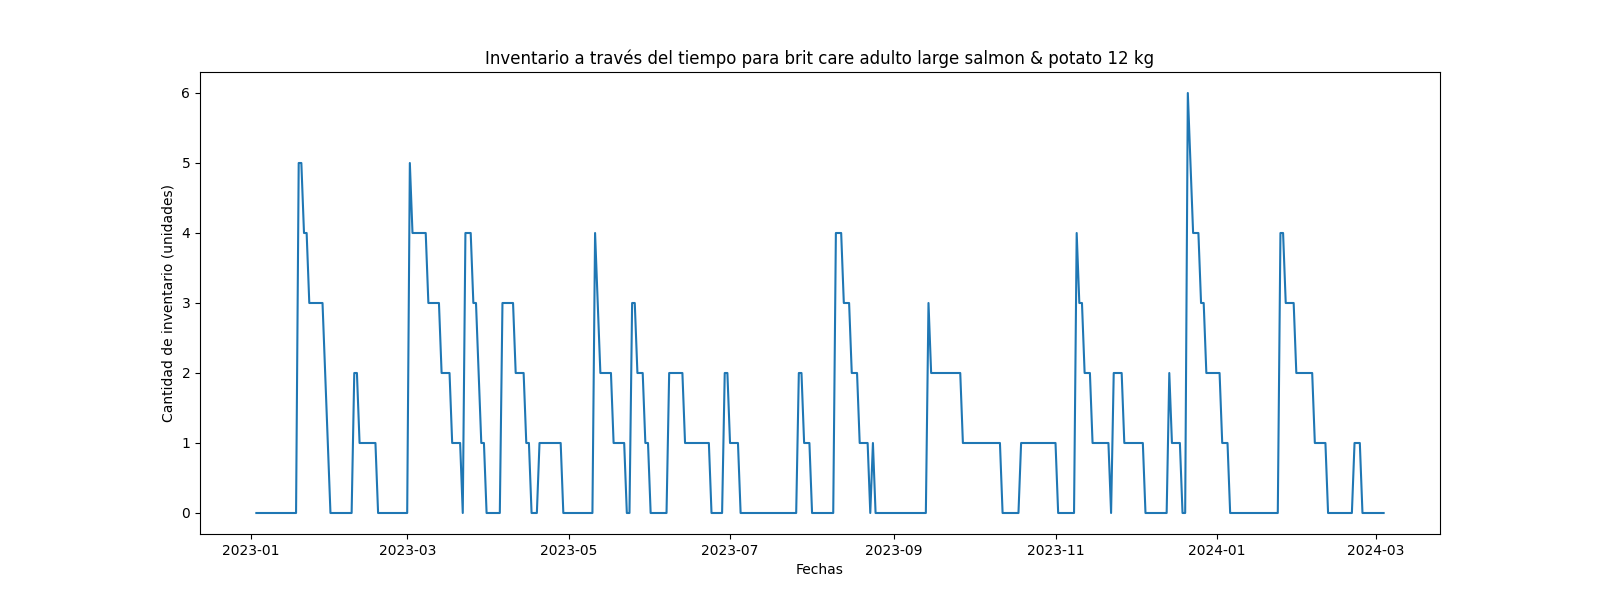 Inventario a través del tiempo para brit care adulto large salmon & potato 12 kg
Cantidad de inventario (unidades)
6
5
4
3
2
1
0
2023-01 2023-03 2023-05 2023-07 2023-09 2023-11 2024-01 2024-03
Fechas